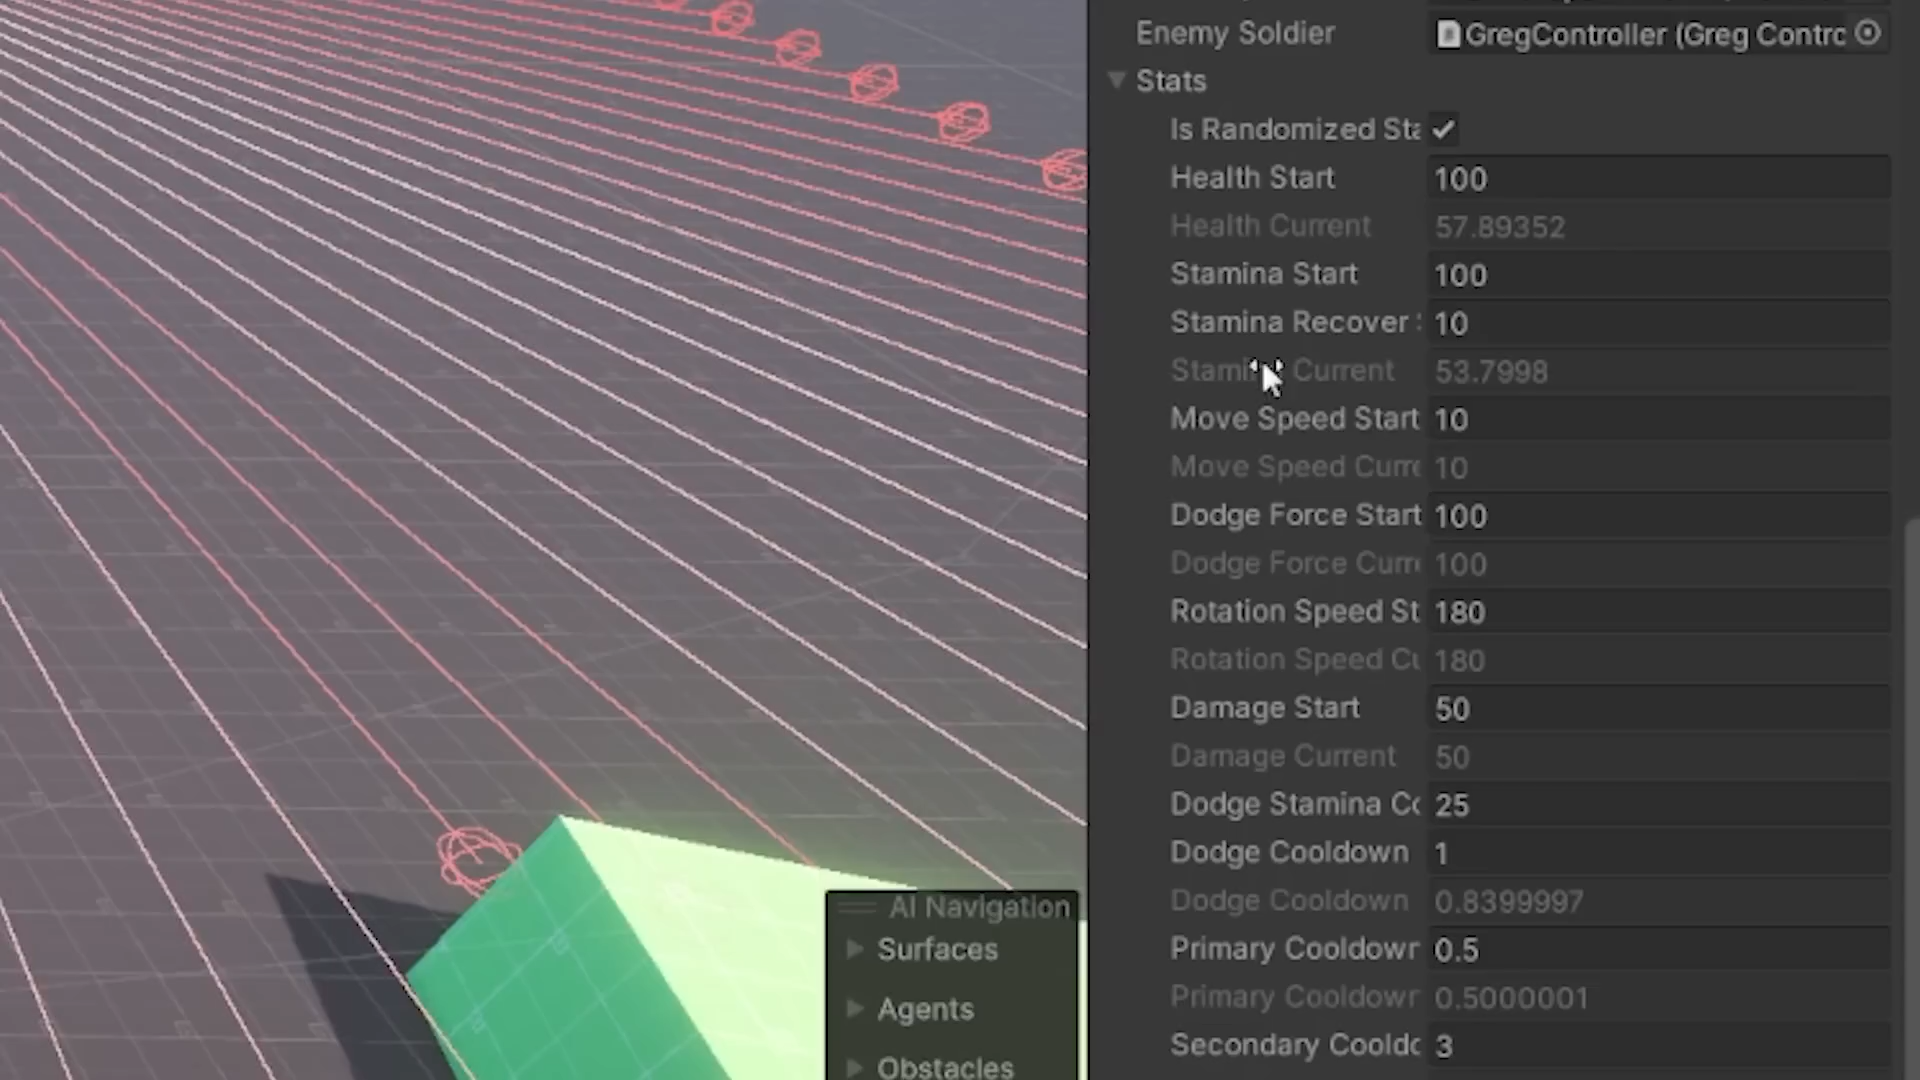 Enemy Soldier GregController (Greg Contrc
Stats
Is Randomized Sta
Health Start 100
Health Current 57.89352
Stamina Start 100
Stamina Recover 10
Current 53.7998
Move Speed Start 10
Move Speed Curre 10
Dodge Force Start 100
Dodge Force Curr 100
Rotation Speed St 180
Rotation Speed Cu 180
Damage Start 50
Damage Current 50
Dodge Stamina Co 25
Dodge Cooldown 1
Dodge Cooldown 0.8399997
Primary Cooldowr 0.5
Primary Cooldowr 0.5000001
Secondary Cooldc 3
AI Navigation
Surfaces
Agents
Obstacles